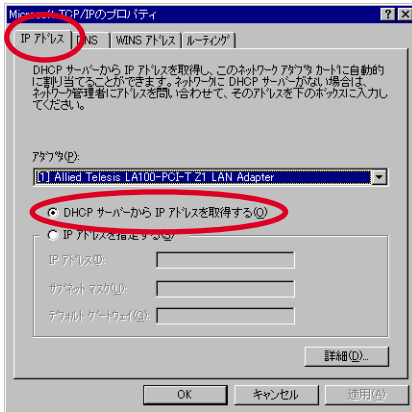 Microsoft TCP/IPのプロパティ
IP アドレス DNS WINS アドレス ルーティング
DHCP サーバーから IP アドレスを取得し、このネットワーク アダプタ カードに自動的
に割り当てることができます。ネットワークに DHCP サーバーがない場合は、
ネットワーク管理者にアドレスを問い合わせて、そのアドレスを下のボックスに入力し
てください。
アダプタ(P):
[1] Allied Telesis LA100-PCI-T Z1 LAN Adapter
DHCP サーバーから IP アドレスを取得する(O)
IP アドレスを指定する(S)
IP アドレス(I):
サブネット マスク(U):
デフォルト ゲートウェイ(G):
詳細(D)...
OK キャンセル 適用(A)